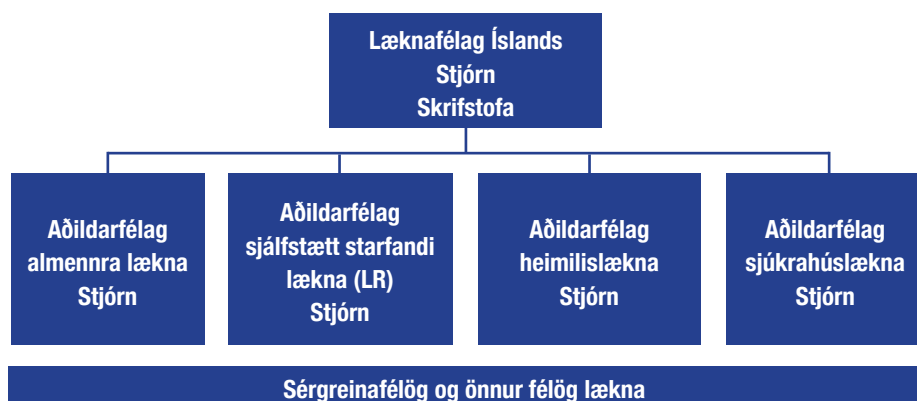 Læknafélag Íslands
Stjórn
Skrifstofa
Aðildarfélag
almennra lækna
Stjórn
Aðildarfélag
sjálfstætt starfandi
lækna (LR)
Stjórn
Aðildarfélag
heimilislækna
Stjórn
Aðildarfélag
sjúkrahúslækna
Stjórn
Sérgreinafélög og önnur félög lækna